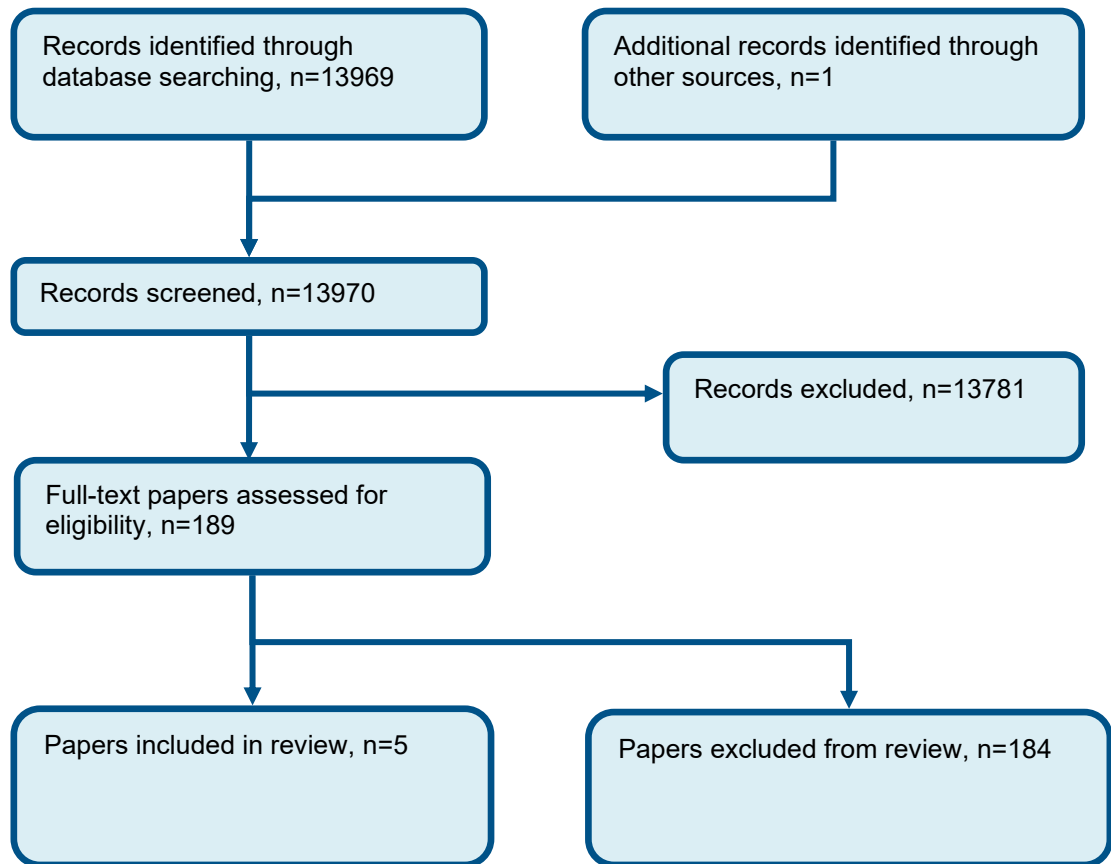 Records identified through
database searching, n=13969
Additional records identified through
other sources, n=1
Records screened, n=13970
Records excluded, n=13781
Full-text papers assessed for
eligibility, n=189
Papers included in review, n=5
Papers excluded from review, n=184